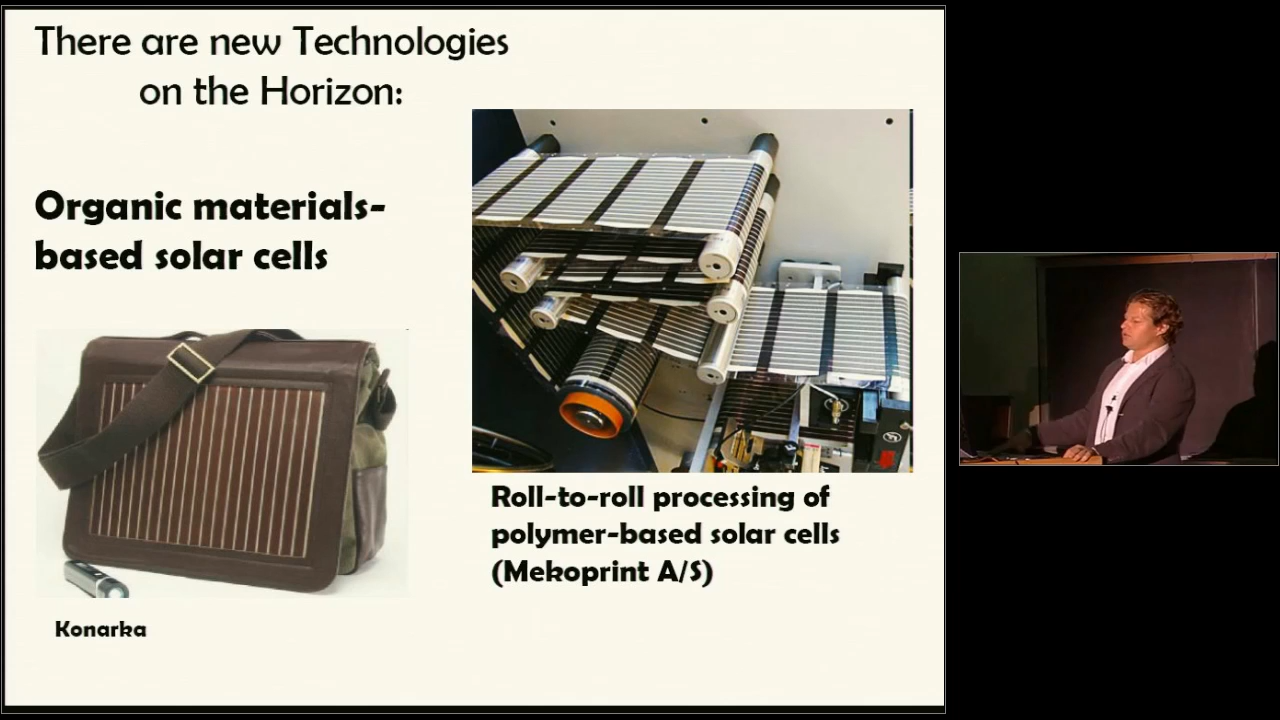 There are new Technologies
on the Horizon:
Organic materials-
based solar cells
Roll-to-roll processing of
polymer-based solar cells
(Mekoprint A/S)
Konarka